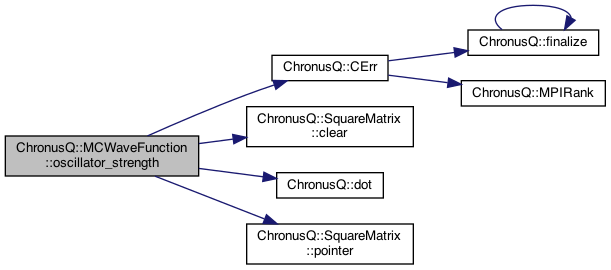 ChronusQ::MCWaveFunction
::oscillator_strength
ChronusQ::CErr
ChronusQ::finalize
ChronusQ::MPIRank
ChronusQ::SquareMatrix
::clear
ChronusQ::dot
ChronusQ::SquareMatrix
::pointer